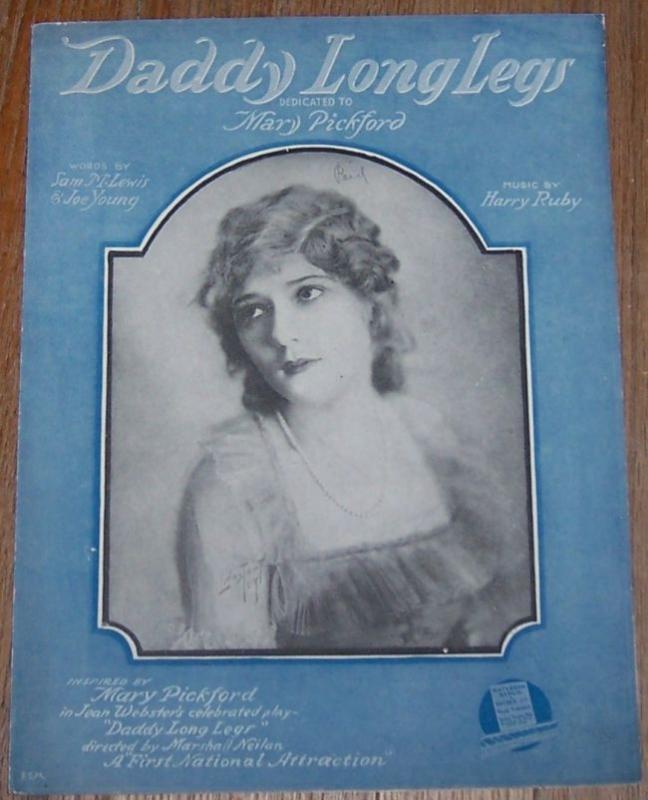 Daddy Long Legs
DEDICATED TO
Mary Pickford
WORDS BY
Sam M. Lewis
& Joe Young
MUSIC BY
Harry Ruby
Paid
INSPIRED BY
Mary Pickford
in Jean Webster's celebrated play—
"Daddy Long Legs"
directed by Marshall Neilan
A "First National Attraction"